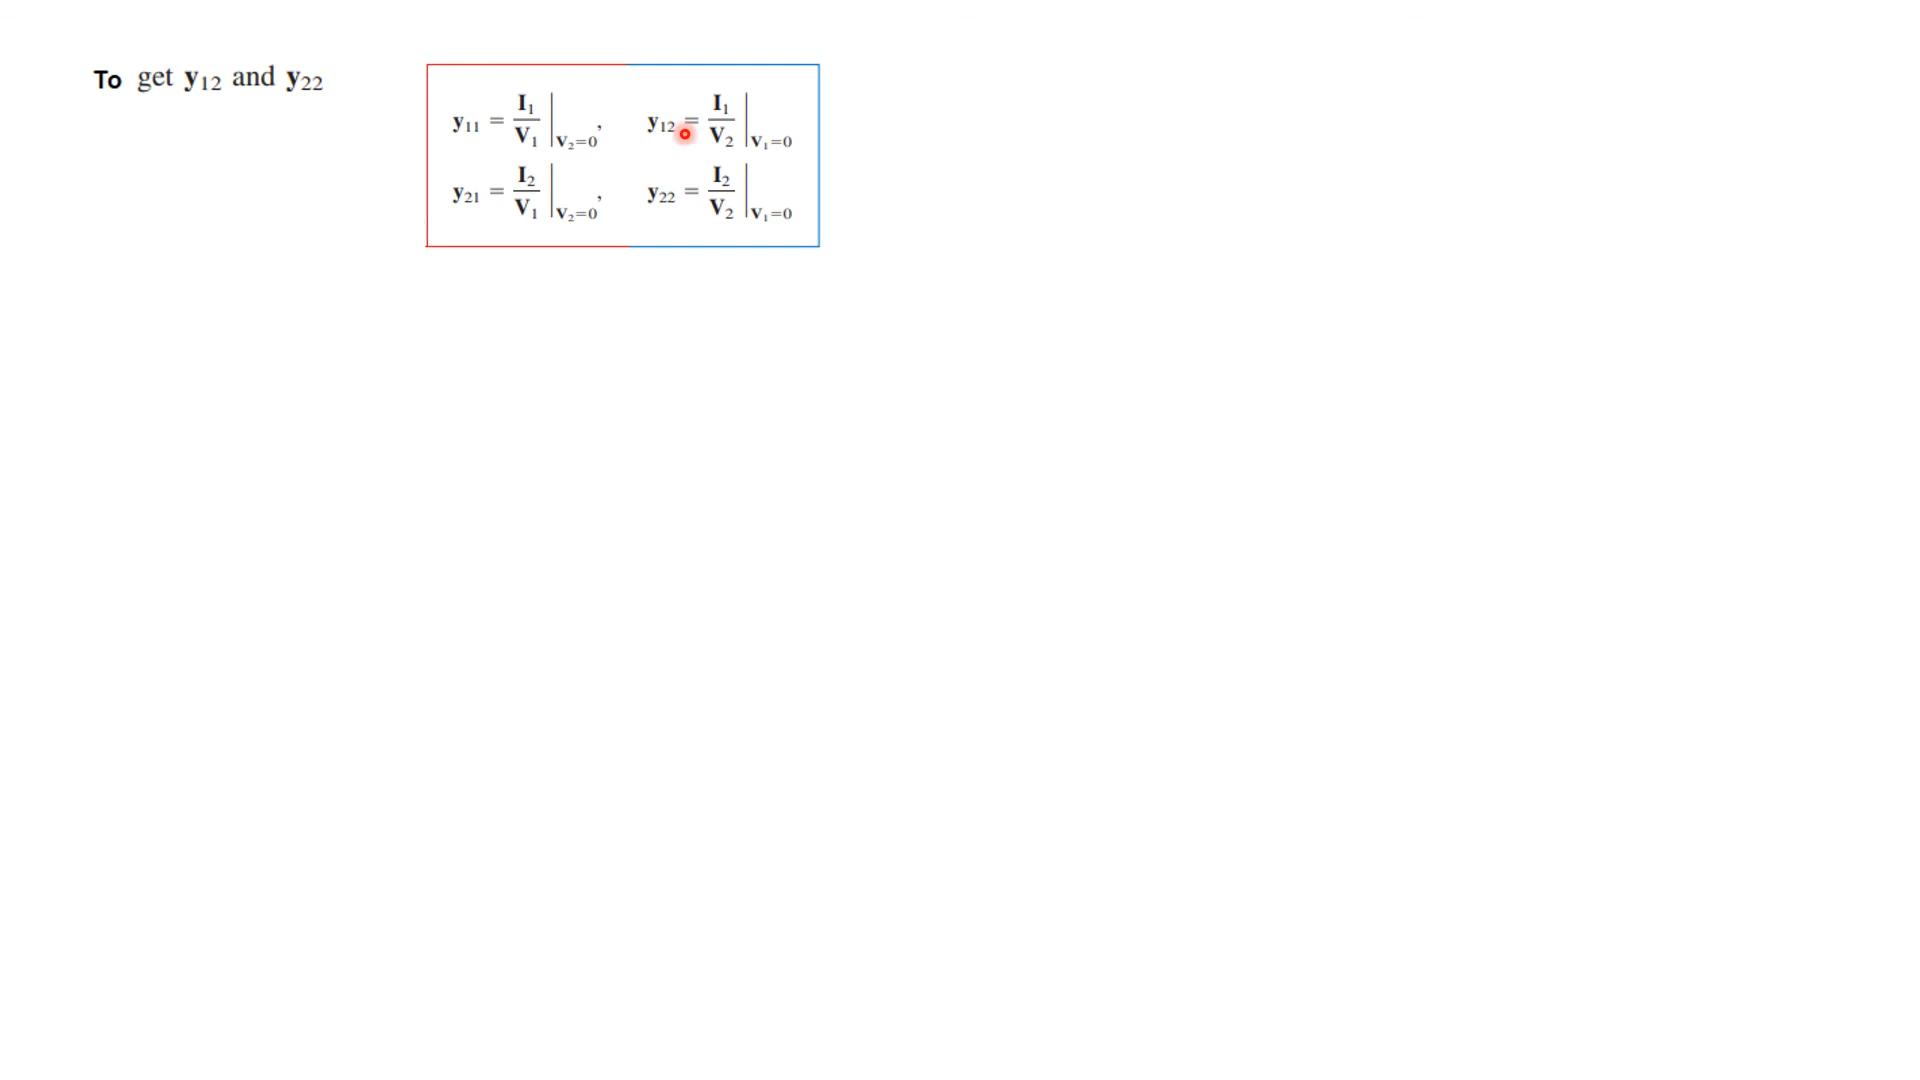 To get y12 and y22
y11 = I1/V1 |V2=0, y12 = I1/V2 |V1=0
y21 = I2/V1 |V2=0, y22 = I2/V2 |V1=0